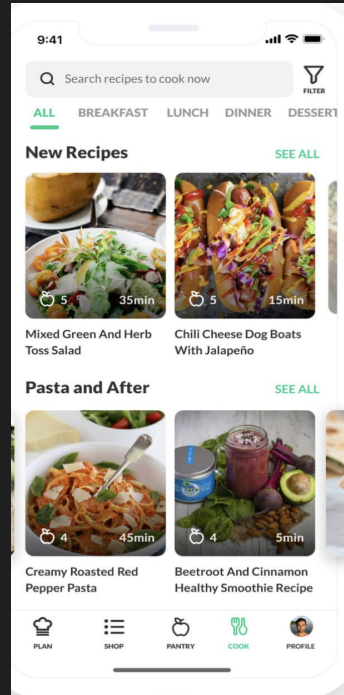 9:41
Search recipes to cook now
FILTER
ALL BREAKFAST LUNCH DINNER DESSERT
New Recipes SEE ALL
5 35min
5 15min
Mixed Green And Herb
Toss Salad
Chili Cheese Dog Boats
With Jalapeño
Pasta and After SEE ALL
4 45min
4 5min
Creamy Roasted Red
Pepper Pasta
Beetroot And Cinnamon
Healthy Smoothie Recipe
PLAN SHOP PANTRY COOK PROFILE